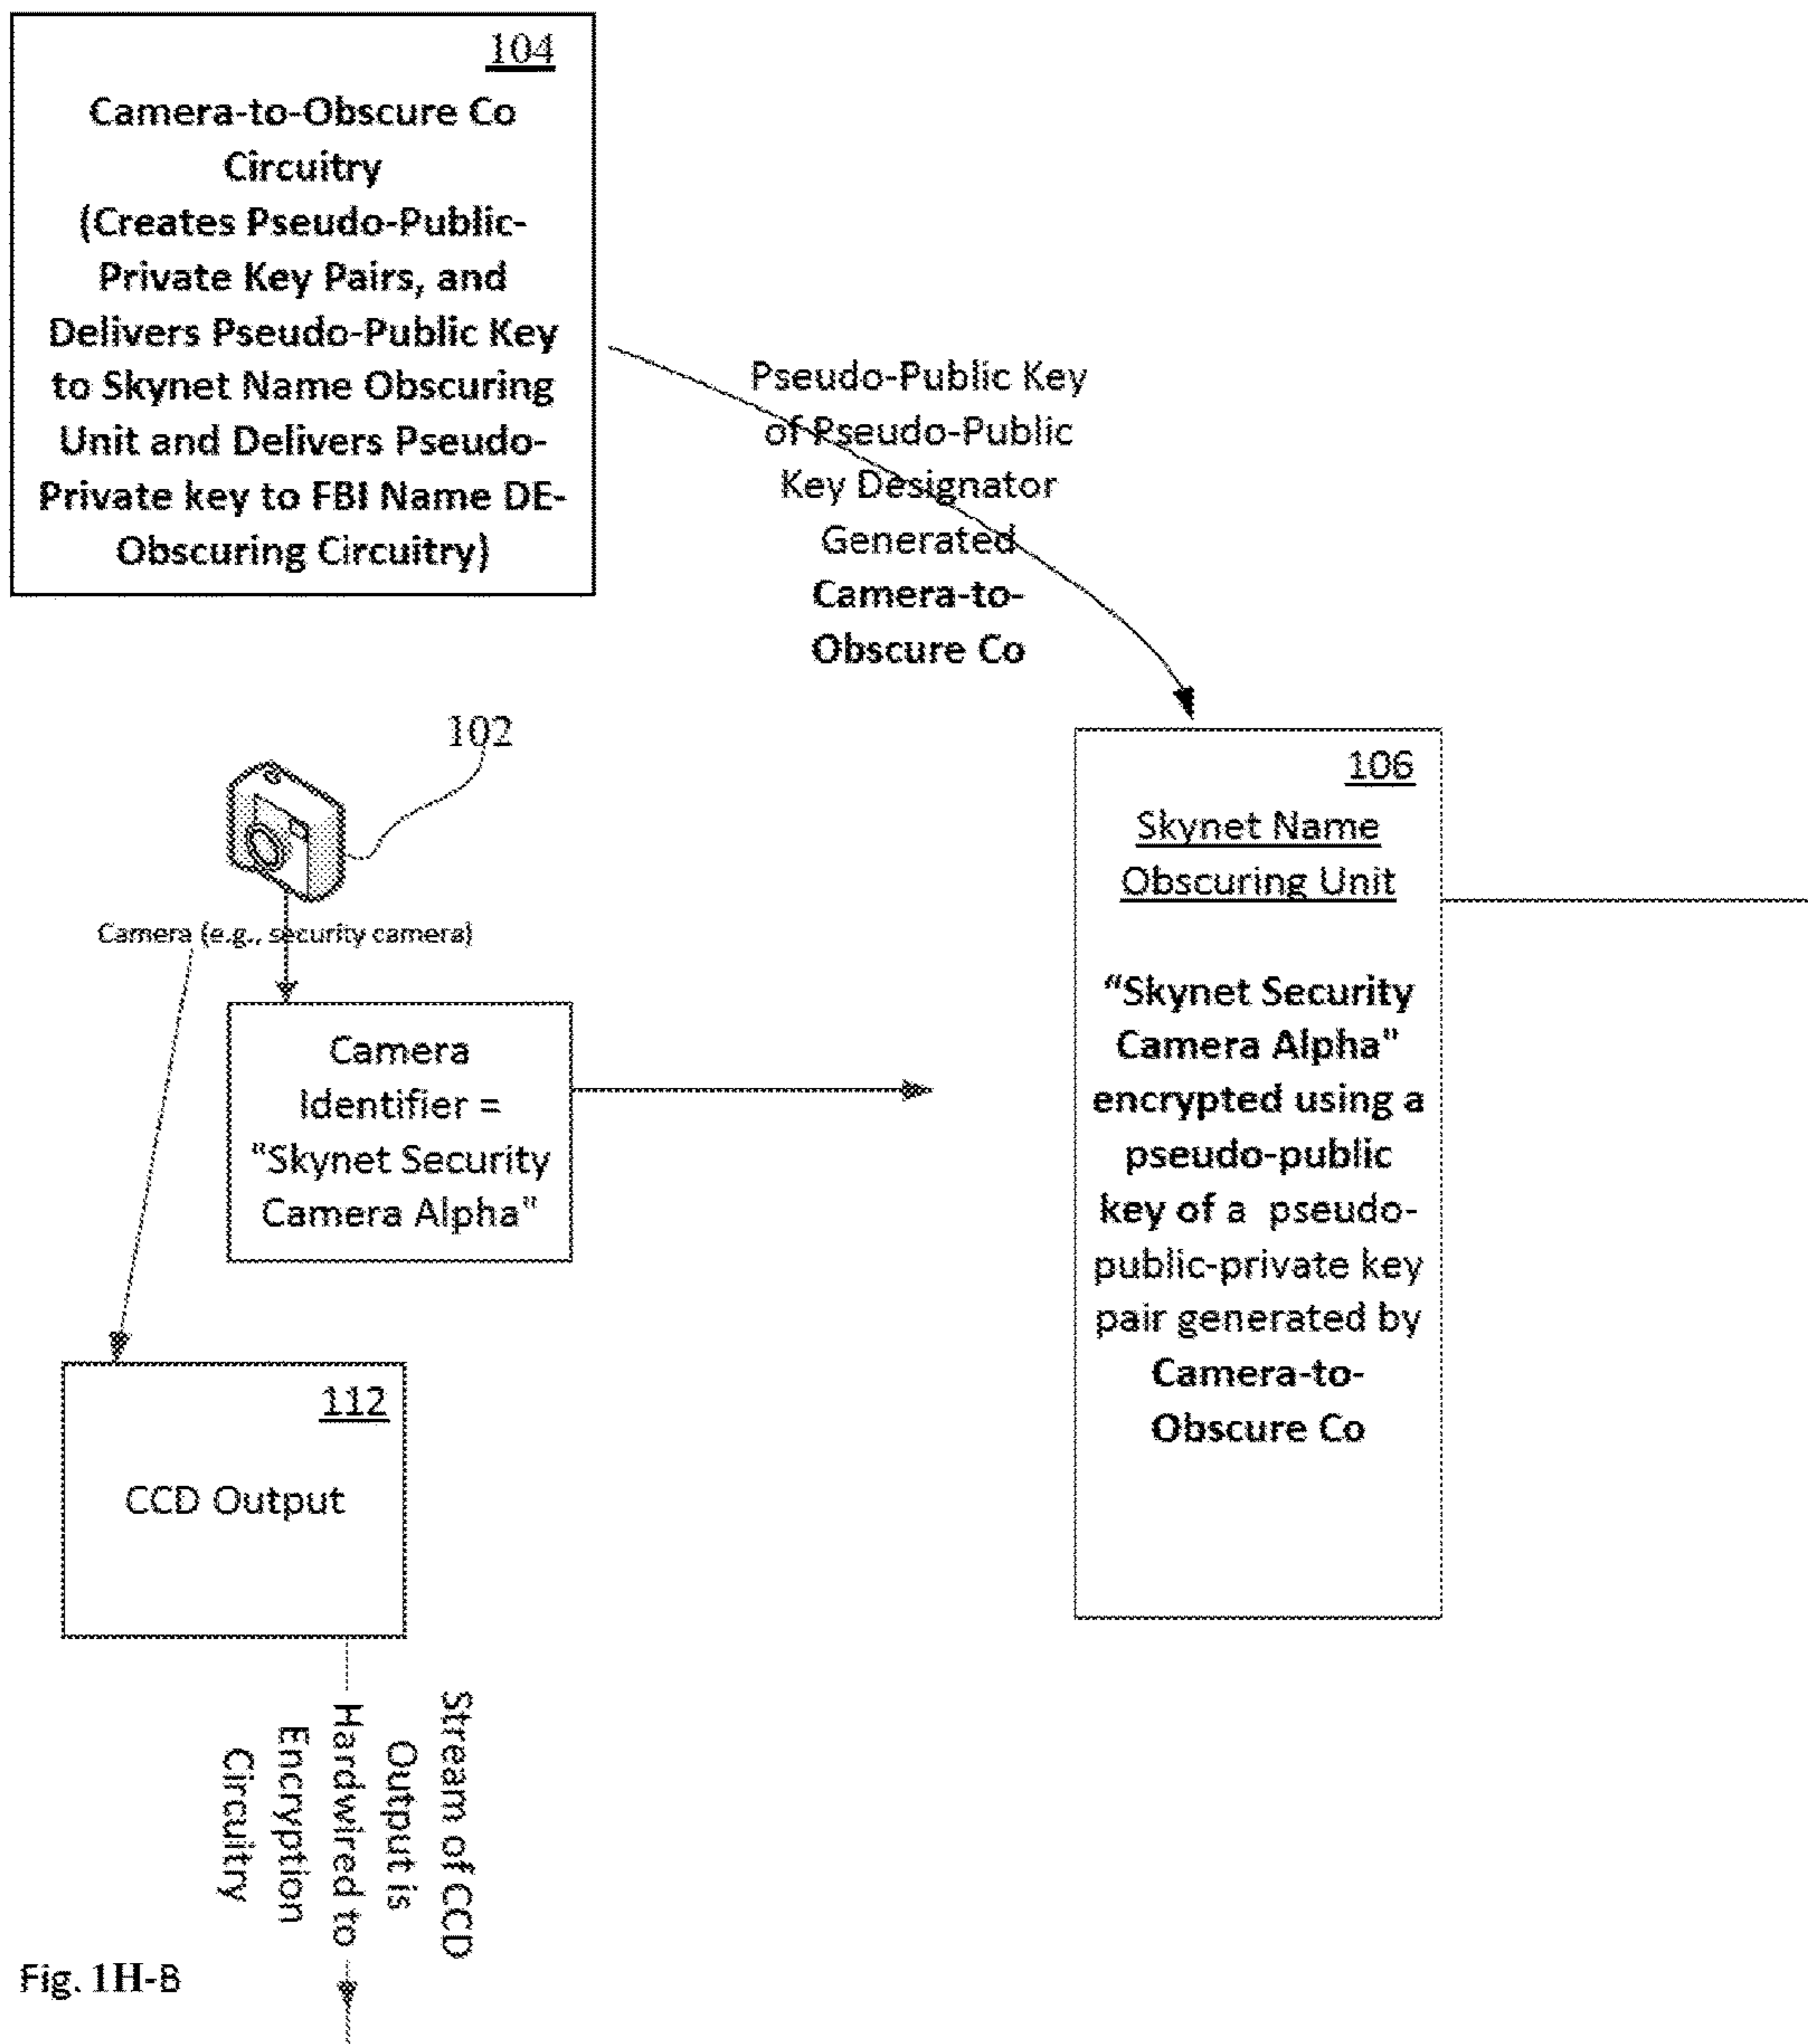 104
Camera-to-Obscure Co
Circuitry
(Creates Pseudo-Public-
Private Key Pairs, and
Delivers Pseudo-Public Key
to Skynet Name Obscuring
Unit and Delivers Pseudo-
Private key to FBI Name DE-
Obscuring Circuitry)
Pseudo-Public Key
of Pseudo-Public
Key Designator
Generated
Camera-to-
Obscure Co
102
Camera (e.g., security camera)
Camera
Identifier =
"Skynet Security
Camera Alpha"
106
Skynet Name
Obscuring Unit
“Skynet Security
Camera Alpha"
encrypted using a
pseudo-public
key of a pseudo-
public-private key
pair generated by
Camera-to-
Obscure Co
112
CCD Output
Stream of CCD
Output is
Hardwired to
Encryption
Circuitry
Fig. 1H-B